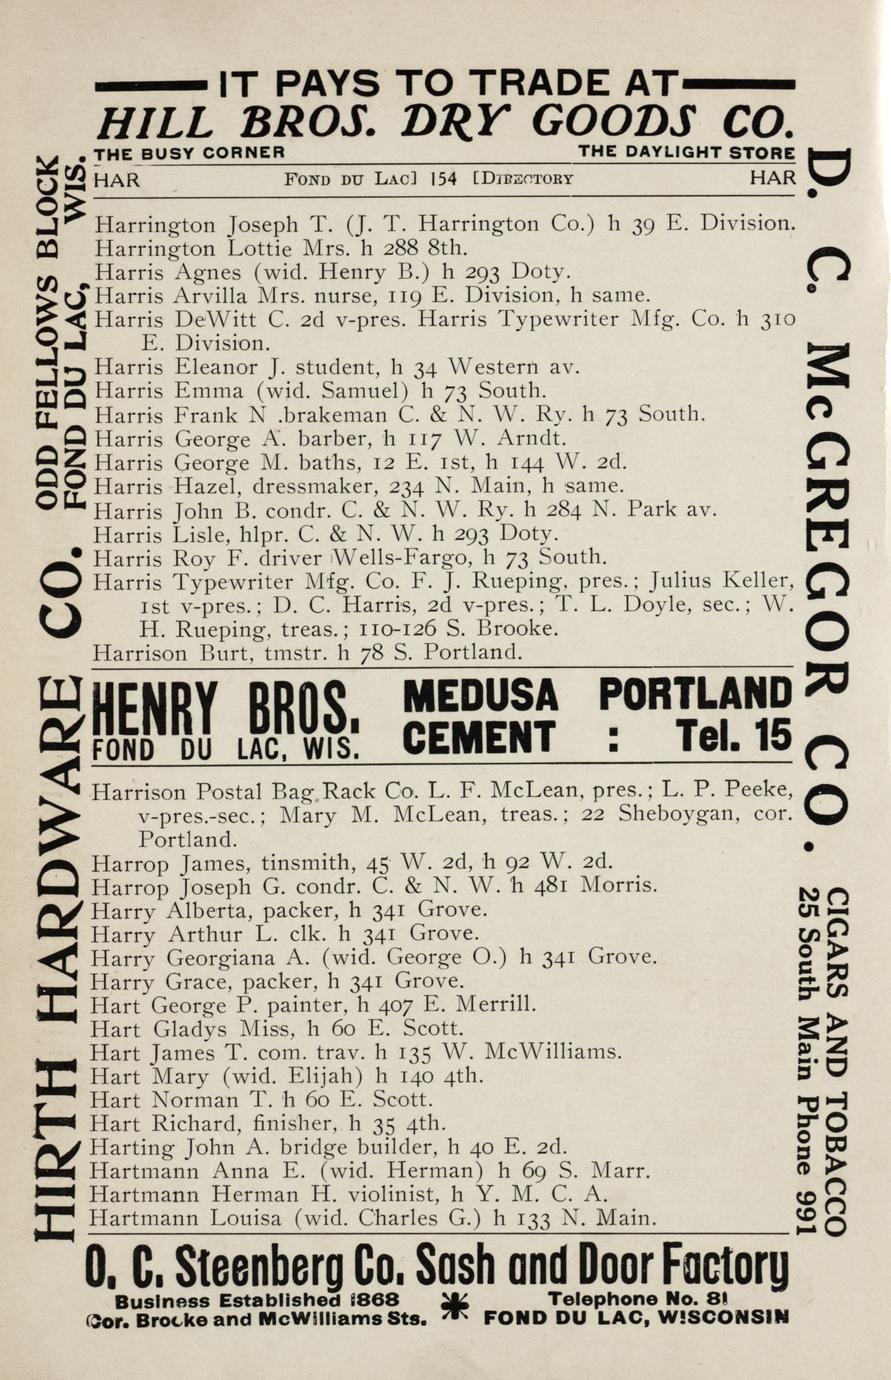 IT PAYS TO TRADE AT
HILL BROS. DRY GOODS CO.
THE BUSY CORNER THE DAYLIGHT STORE
HAR FOND DU LAC] 154 [DIRECTORY HAR
Harrington Joseph T. (J. T. Harrington Co.) h 39 E. Division.
Harrington Lottie Mrs. h 288 8th.
Harris Agnes (wid. Henry B.) h 293 Doty.
Harris Arvilla Mrs. nurse, 119 E. Division, h same.
Harris DeWitt C. 2d v-pres. Harris Typewriter Mfg. Co. h 310
E. Division.
Harris Eleanor J. student, h 34 Western av.
Harris Emma (wid. Samuel) h 73 South.
Harris Frank N .brakeman C. & N. W. Ry. h 73 South.
Harris George A. barber, h 117 W. Arndt.
Harris George M. baths, 12 E. 1st, h 144 W. 2d.
Harris Hazel, dressmaker, 234 N. Main, h same.
Harris John B. condr. C. & N. W. Ry. h 284 N. Park av.
Harris Lisle, hlpr. C. & N. W. h 293 Doty.
Harris Roy F. driver Wells-Fargo, h 73 South.
Harris Typewriter Mfg. Co. F. J. Rueping, pres.; Julius Keller,
1st v-pres.; D. C. Harris, 2d v-pres.; T. L. Doyle, sec.; W.
H. Rueping, treas.; 110-126 S. Brooke.
Harrison Burt, tmstr. h 78 S. Portland.
HENRY BROS. MEDUSA PORTLAND
FOND DU LAC, WIS. CEMENT : Tel. 15
Harrison Postal Bag Rack Co. L. F. McLean, pres.; L. P. Peeke,
v-pres.-sec.; Mary M. McLean, treas.; 22 Sheboygan, cor.
Portland.
Harrop James, tinsmith, 45 W. 2d, h 92 W. 2d.
Harrop Joseph G. condr. C. & N. W. h 481 Morris.
Harry Alberta, packer, h 341 Grove.
Harry Arthur L. clk. h 341 Grove.
Harry Georgiana A. (wid. George O.) h 341 Grove.
Harry Grace, packer, h 341 Grove.
Hart George P. painter, h 407 E. Merrill.
Hart Gladys Miss, h 60 E. Scott.
Hart James T. com. trav. h 135 W. McWilliams.
Hart Mary (wid. Elijah) h 140 4th.
Hart Norman T. h 60 E. Scott.
Hart Richard, finisher, h 35 4th.
Harting John A. bridge builder, h 40 E. 2d.
Hartmann Anna E. (wid. Herman) h 69 S. Marr.
Hartmann Herman H. violinist, h Y. M. C. A.
Hartmann Louisa (wid. Charles G.) h 133 N. Main.
O. C. Steenberg Co. Sash and Door Factory
Business Established 1868 Telephone No. 81
Cor. Brooke and McWilliams Sts. FOND DU LAC, WISCONSIN
HIRTH HARDWARE CO.
ODD FELLOWS BLOCK
FOND DU LAC, WIS.
D. C. McGREGOR CO.
CIGARS AND TOBACCO
25 South Main Phone 991